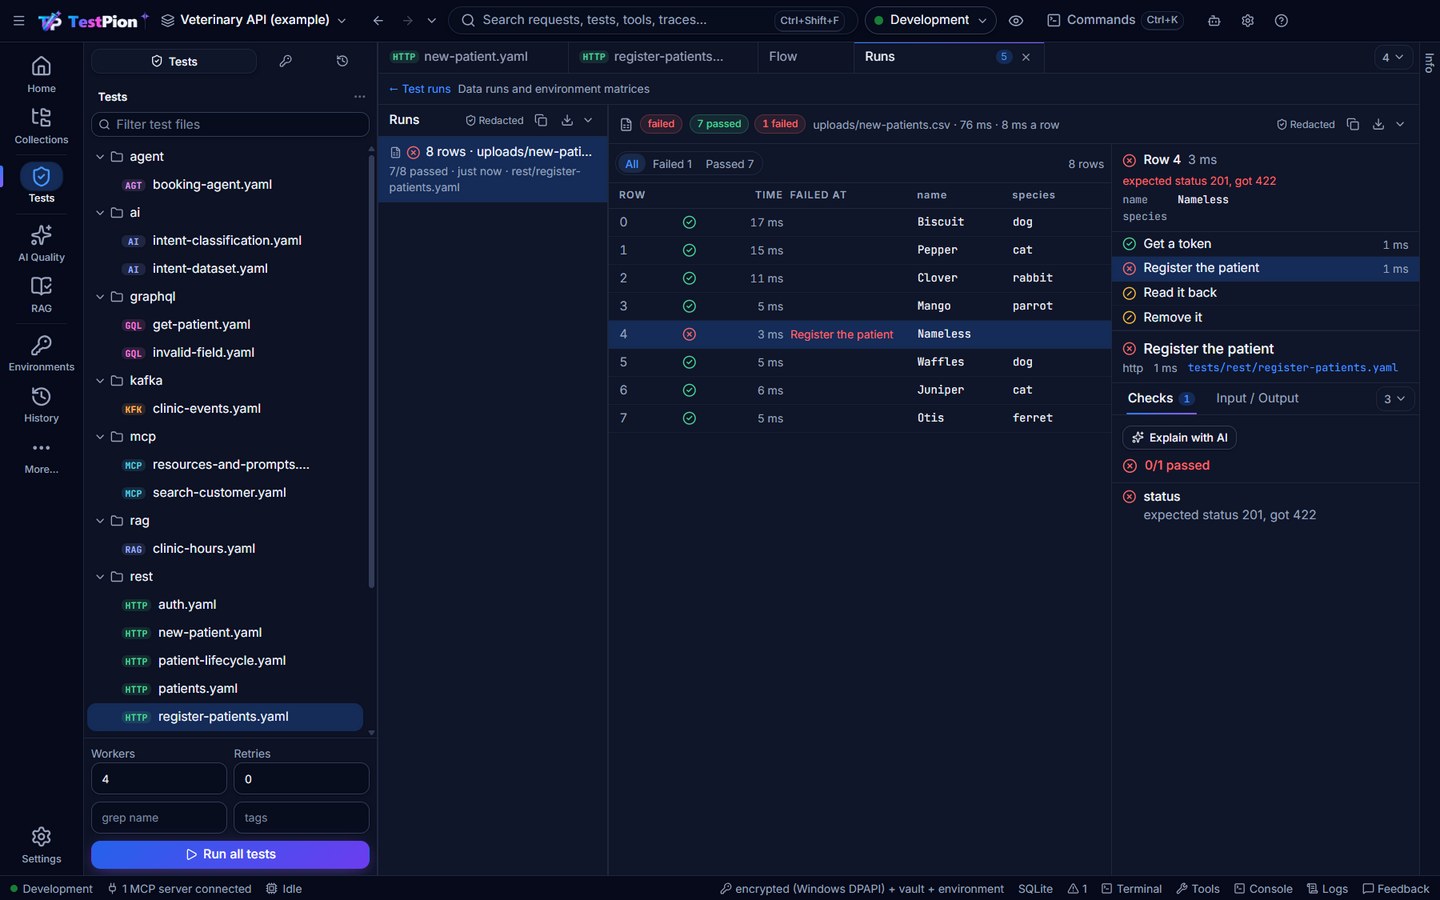 TestPion
Veterinary API (example)
Search requests, tests, tools, traces...
Ctrl+Shift+F
Development
Commands
Ctrl+K
Home
Collections
Tests
AI Quality
RAG
Environments
History
More...
Settings
Tests
Tests
Filter test files
agent
AGT booking-agent.yaml
ai
AI intent-classification.yaml
AI intent-dataset.yaml
graphql
GQL get-patient.yaml
GQL invalid-field.yaml
kafka
KFK clinic-events.yaml
mcp
MCP resources-and-prompts....
MCP search-customer.yaml
rag
RAG clinic-hours.yaml
rest
HTTP auth.yaml
HTTP new-patient.yaml
HTTP patient-lifecycle.yaml
HTTP patients.yaml
HTTP register-patients.yaml
Workers Retries
4 0
grep name tags
Run all tests
HTTP new-patient.yaml
HTTP register-patients...
Flow
Runs 5
4
Info
← Test runs Data runs and environment matrices
Runs Redacted
8 rows · uploads/new-pati...
7/8 passed · just now · rest/register-
patients.yaml
failed 7 passed 1 failed uploads/new-patients.csv · 76 ms · 8 ms a row
Redacted
All Failed 1 Passed 7 8 rows
ROW TIME FAILED AT name species
0 17 ms Biscuit dog
1 15 ms Pepper cat
2 11 ms Clover rabbit
3 5 ms Mango parrot
4 3 ms Register the patient Nameless
5 5 ms Waffles dog
6 6 ms Juniper cat
7 5 ms Otis ferret
Row 4 3 ms
expected status 201, got 422
name Nameless
species
Get a token 1 ms
Register the patient 1 ms
Read it back
Remove it
Register the patient
http 1 ms tests/rest/register-patients.yaml
Checks 1 Input / Output 3
Explain with AI
0/1 passed
status
expected status 201, got 422
Development 1 MCP server connected Idle
encrypted (Windows DPAPI) + vault + environment SQLite 1 Terminal Tools Console Logs Feedback